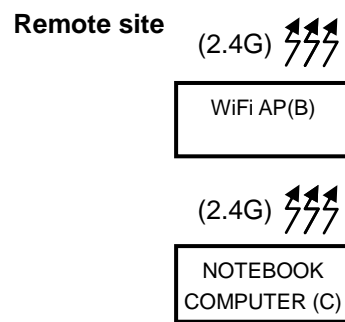 Remote site
(2.4G)
WiFi AP(B)
(2.4G)
NOTEBOOK
COMPUTER (C)